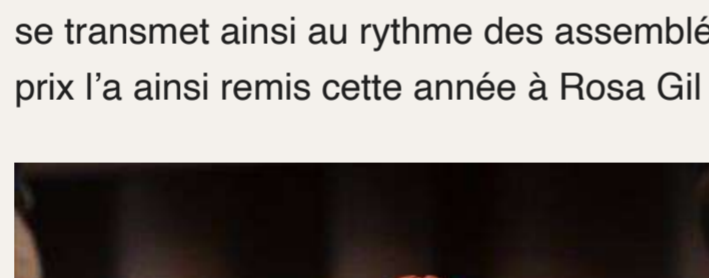 se transmet ainsi au rythme des assemblé
prix l’a ainsi remis cette année à Rosa Gil